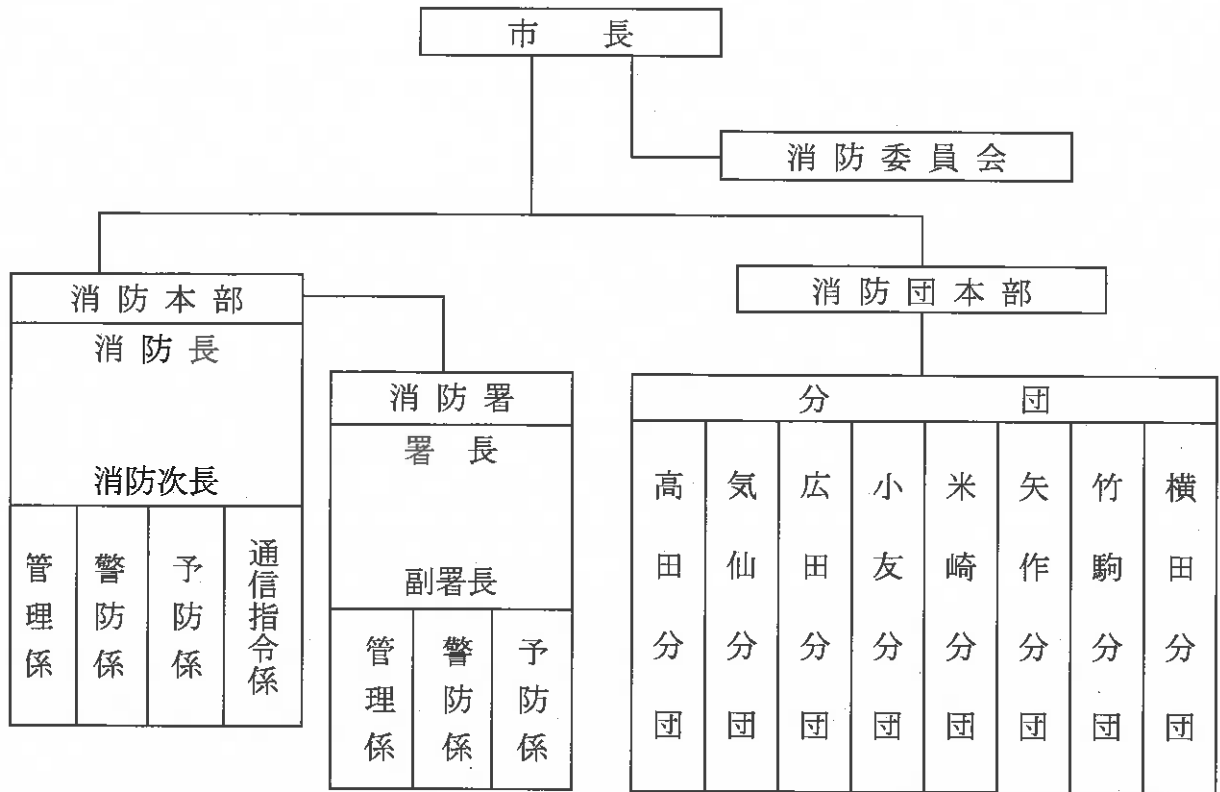 市長
消防委員会
消防本部
消防長
消防次長
管理係
警防係
予防係
通信指令係
消防署
署長
副署長
管理係
警防係
予防係
消防団本部
分団
高田分団
気仙分団
広田分団
小友分団
米崎分団
矢作分団
竹駒分団
横田分団